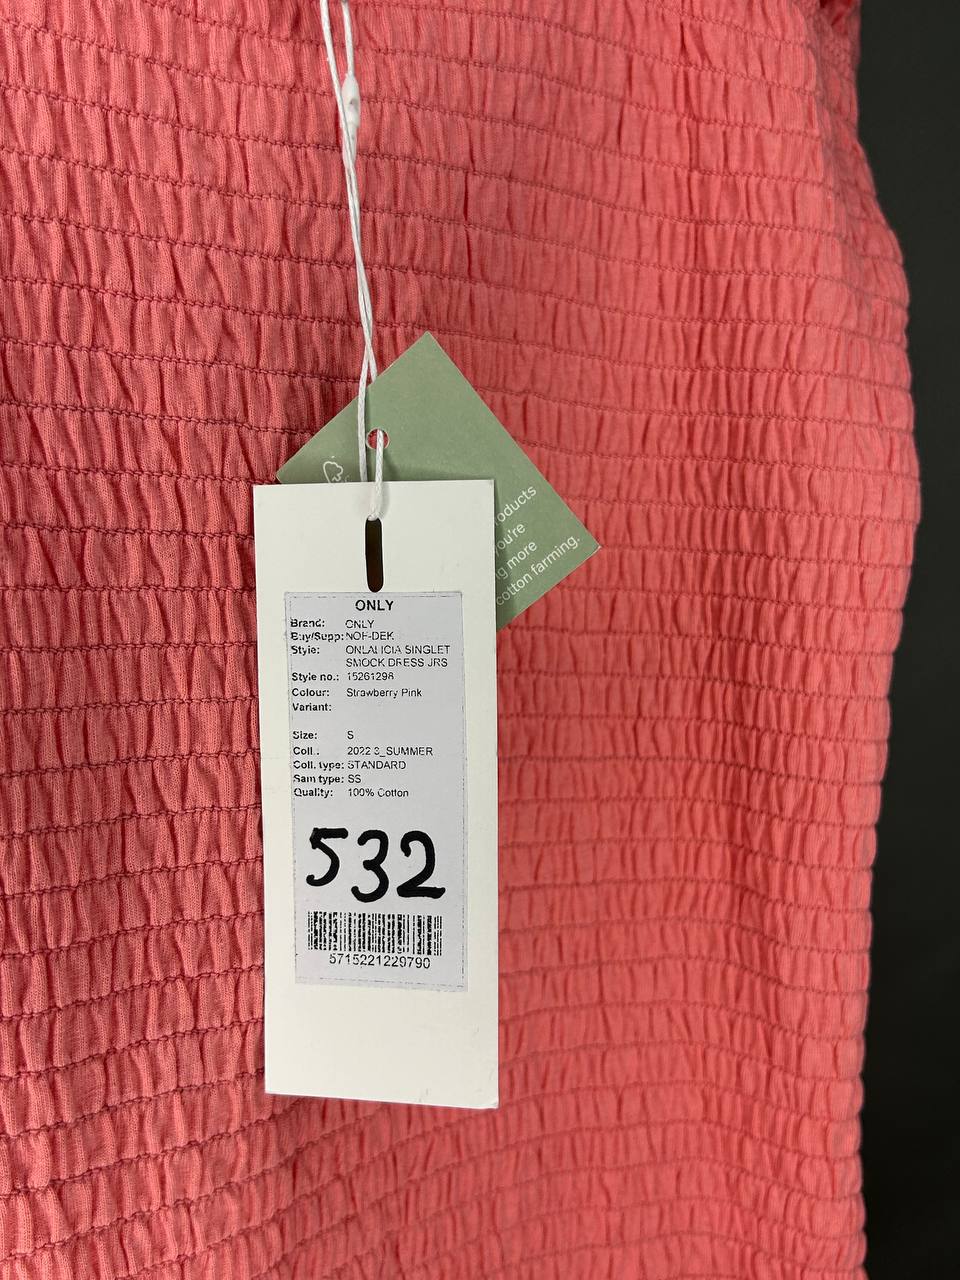 oducts
you're
g more
cotton farming.
ONLY
Brand: ONLY
Buy/Supp: NOF-DEK
Style: ONLALICIA SINGLET
SMOCK DRESS JRS
Style no.: 15261298
Colour: Strawberry Pink
Variant:
Size: S
Coll.: 2022 3_SUMMER
Coll. type: STANDARD
Sam type: SS
Quality: 100% Cotton
532
5715221229790